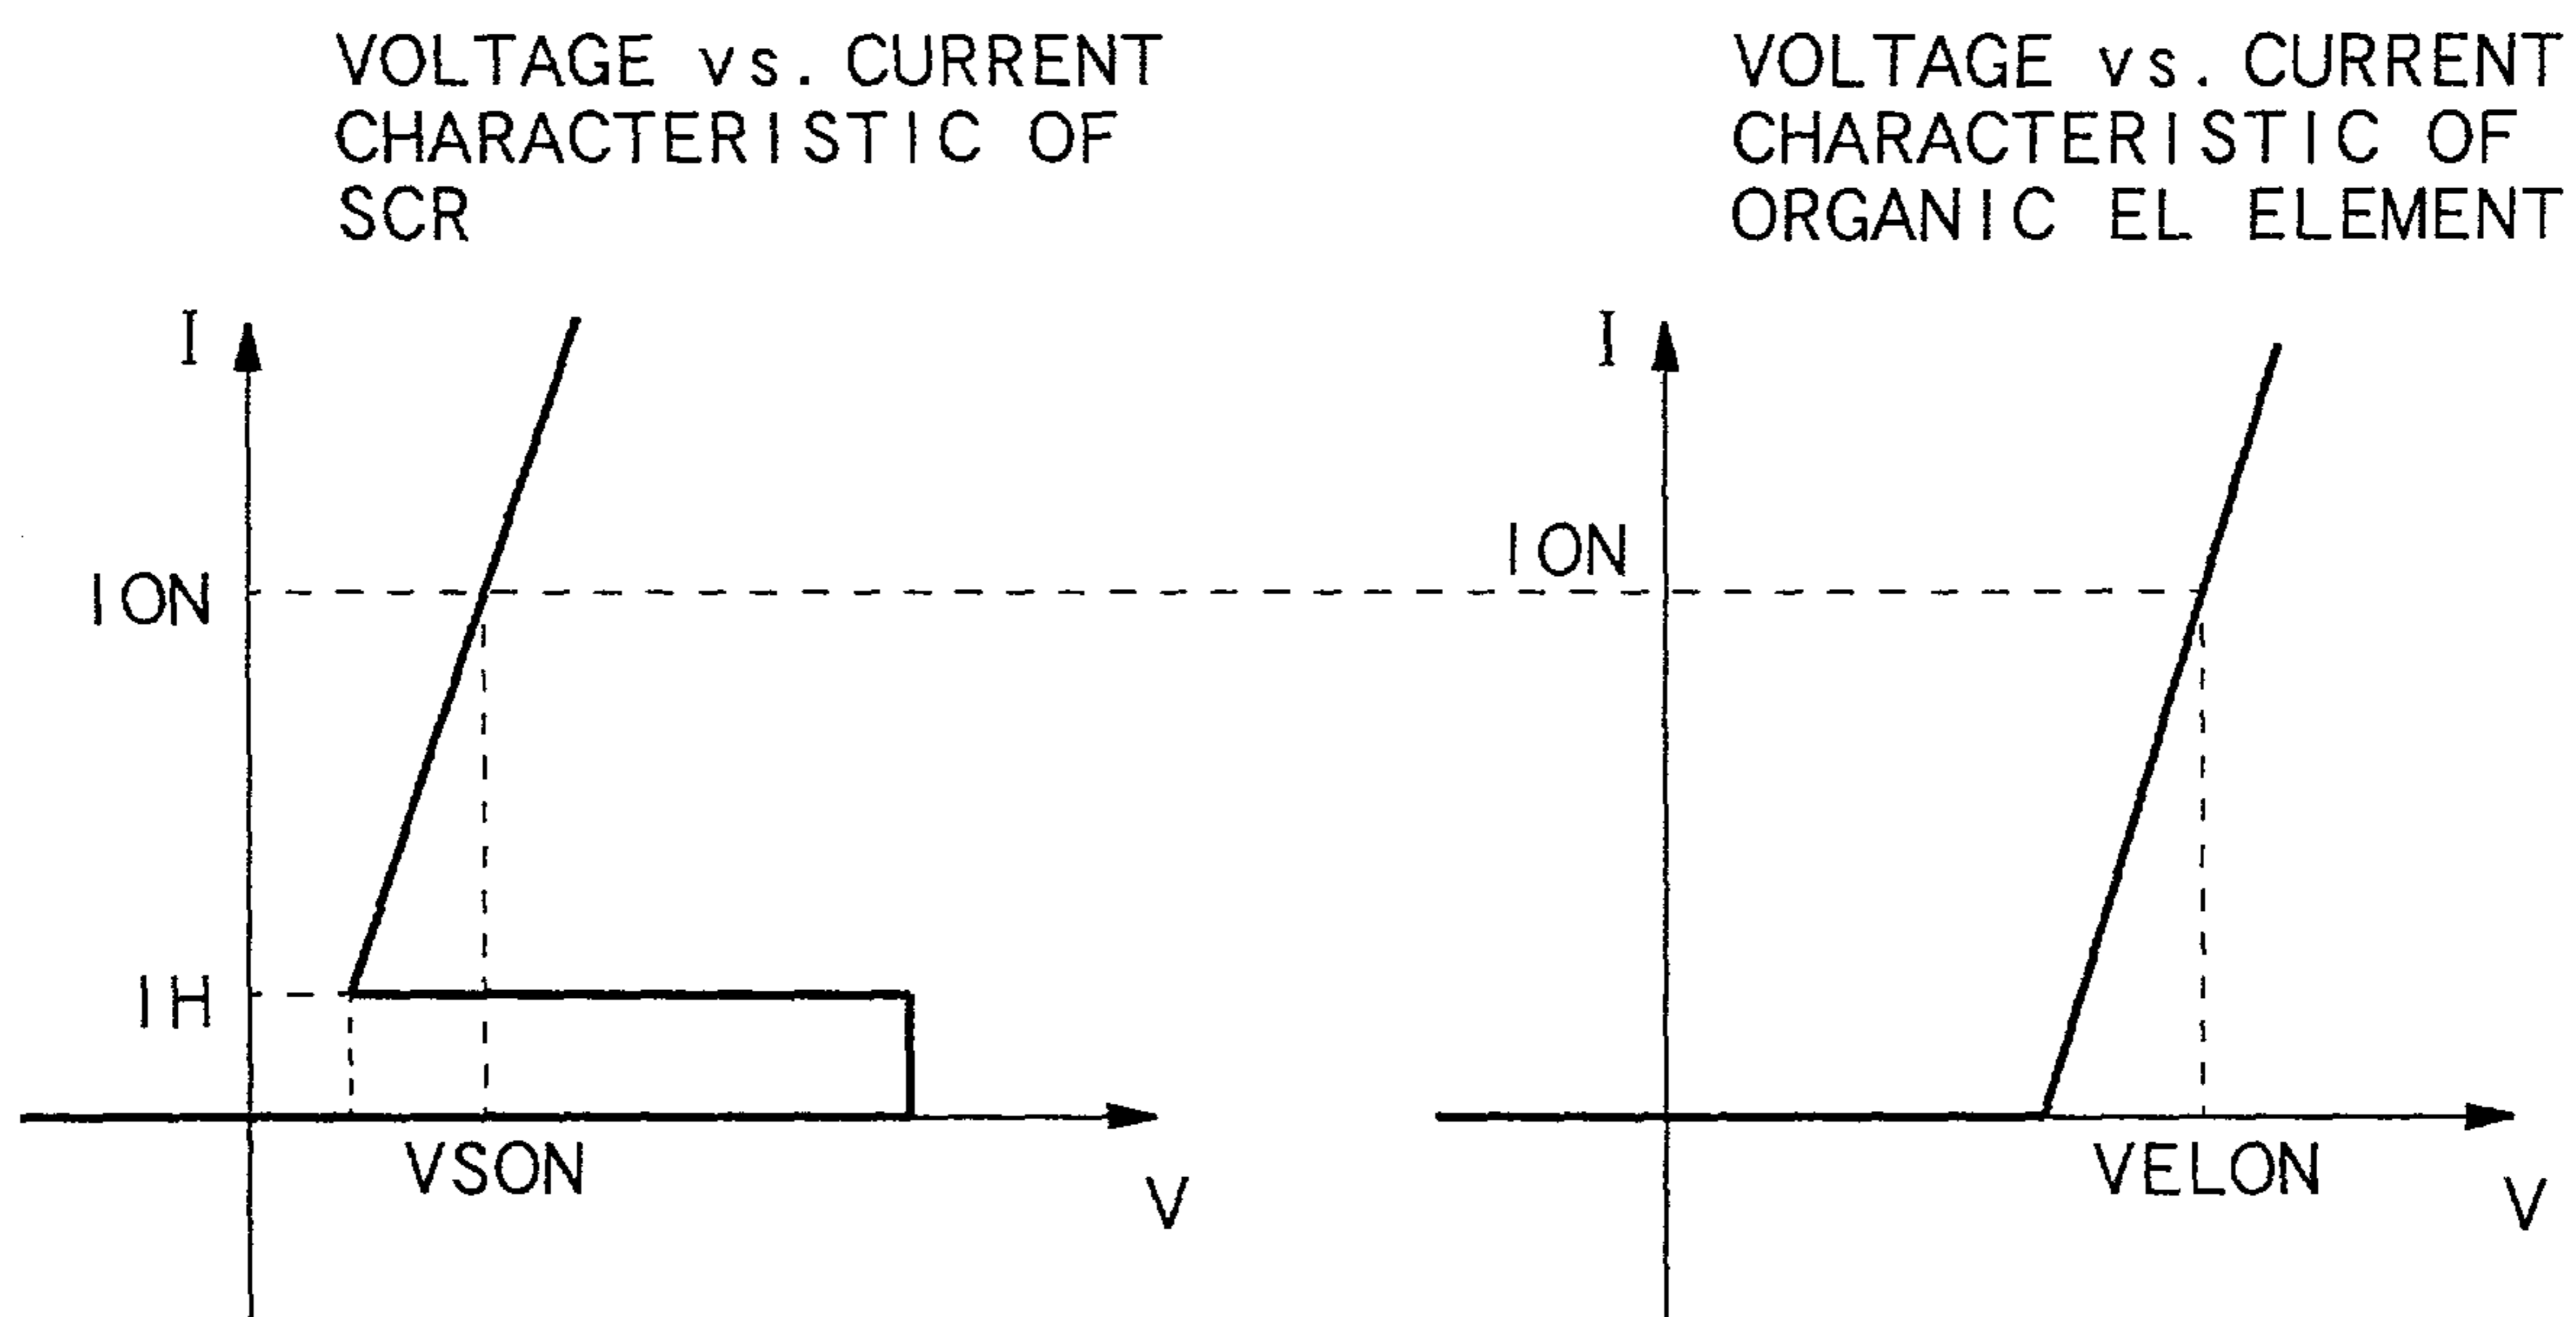 VOLTAGE vs. CURRENT
CHARACTERISTIC OF
SCR
I
ION
IH
VSON
V
VOLTAGE vs. CURRENT
CHARACTERISTIC OF
ORGANIC EL ELEMENT
I
ION
VELON
V